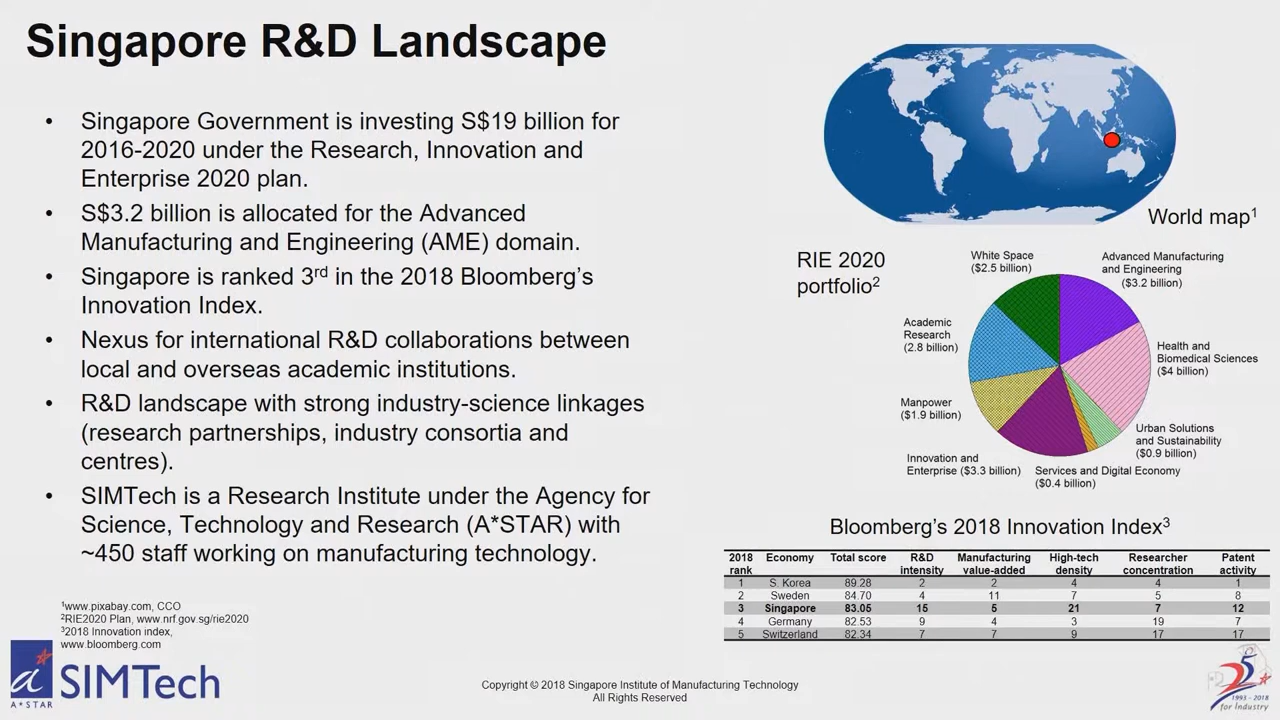 Singapore R&D Landscape
• Singapore Government is investing S$19 billion for
2016-2020 under the Research, Innovation and
Enterprise 2020 plan.
• S$3.2 billion is allocated for the Advanced
Manufacturing and Engineering (AME) domain.
• Singapore is ranked 3rd in the 2018 Bloomberg's
Innovation Index.
• Nexus for international R&D collaborations between
local and overseas academic institutions.
• R&D landscape with strong industry-science linkages
(research partnerships, industry consortia and
centres).
• SIMTech is a Research Institute under the Agency for
Science, Technology and Research (A*STAR) with
~450 staff working on manufacturing technology.
1www.pixabay.com, CCO
2RIE2020 Plan, www.nrf.gov.sg/rie2020
32018 Innovation index,
www.bloomberg.com
World map1
RIE 2020
portfolio2
White Space
($2.5 billion)
Advanced Manufacturing
and Engineering
($3.2 billion)
Academic
Research
(2.8 billion)
Health and
Biomedical Sciences
($4 billion)
Manpower
($1.9 billion)
Urban Solutions
and Sustainability
($0.9 billion)
Innovation and
Enterprise ($3.3 billion)
Services and Digital Economy
($0.4 billion)
Bloomberg's 2018 Innovation Index3
2018 rank Economy Total score R&D intensity Manufacturing value-added High-tech density Researcher concentration Patent activity
1 S. Korea 89.28 2 2 4 4 1
2 Sweden 84.70 4 11 7 5 8
3 Singapore 83.05 15 5 21 7 12
4 Germany 82.53 9 4 3 19 7
5 Switzerland 82.34 7 7 9 17 17
a
A*STAR
SIMTech
Copyright © 2018 Singapore Institute of Manufacturing Technology
All Rights Reserved
25
1993 - 2018
for Industry